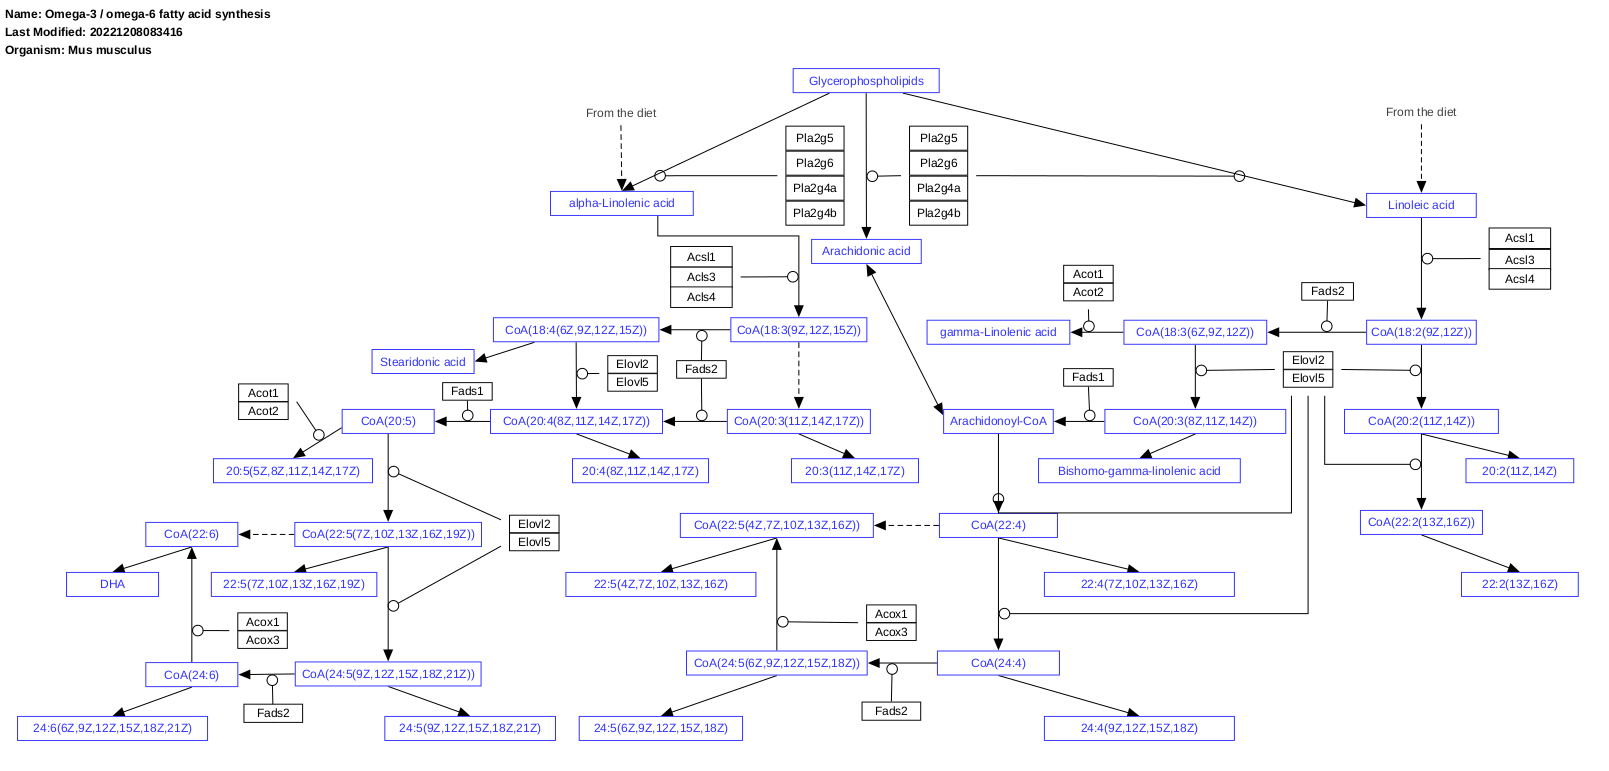 Name: Omega-3 / omega-6 fatty acid synthesis
Last Modified: 20221208083416
Organism: Mus musculus
Glycerophospholipids
From the diet
From the diet
Pla2g5
Pla2g6
Pla2g4a
Pla2g4b
Pla2g5
Pla2g6
Pla2g4a
Pla2g4b
alpha-Linolenic acid
Linoleic acid
Arachidonic acid
Acsl1
Acls3
Acls4
Acsl1
Acsl3
Acsl4
Acot1
Acot2
Fads2
CoA(18:4(6Z,9Z,12Z,15Z))
CoA(18:3(9Z,12Z,15Z))
gamma-Linolenic acid
CoA(18:3(6Z,9Z,12Z))
CoA(18:2(9Z,12Z))
Stearidonic acid
Elovl2
Elovl5
Fads2
Elovl2
Elovl5
Acot1
Acot2
Fads1
Fads1
CoA(20:5)
CoA(20:4(8Z,11Z,14Z,17Z))
CoA(20:3(11Z,14Z,17Z))
Arachidonoyl-CoA
CoA(20:3(8Z,11Z,14Z))
CoA(20:2(11Z,14Z))
20:5(5Z,8Z,11Z,14Z,17Z)
20:4(8Z,11Z,14Z,17Z)
20:3(11Z,14Z,17Z)
Bishomo-gamma-linolenic acid
20:2(11Z,14Z)
CoA(22:6)
CoA(22:5(7Z,10Z,13Z,16Z,19Z))
Elovl2
Elovl5
CoA(22:5(4Z,7Z,10Z,13Z,16Z))
CoA(22:4)
CoA(22:2(13Z,16Z))
DHA
22:5(7Z,10Z,13Z,16Z,19Z)
22:5(4Z,7Z,10Z,13Z,16Z)
22:4(7Z,10Z,13Z,16Z)
22:2(13Z,16Z)
Acox1
Acox3
Acox1
Acox3
CoA(24:6)
CoA(24:5(9Z,12Z,15Z,18Z,21Z))
CoA(24:5(6Z,9Z,12Z,15Z,18Z))
CoA(24:4)
Fads2
Fads2
24:6(6Z,9Z,12Z,15Z,18Z,21Z)
24:5(9Z,12Z,15Z,18Z,21Z)
24:5(6Z,9Z,12Z,15Z,18Z)
24:4(9Z,12Z,15Z,18Z)